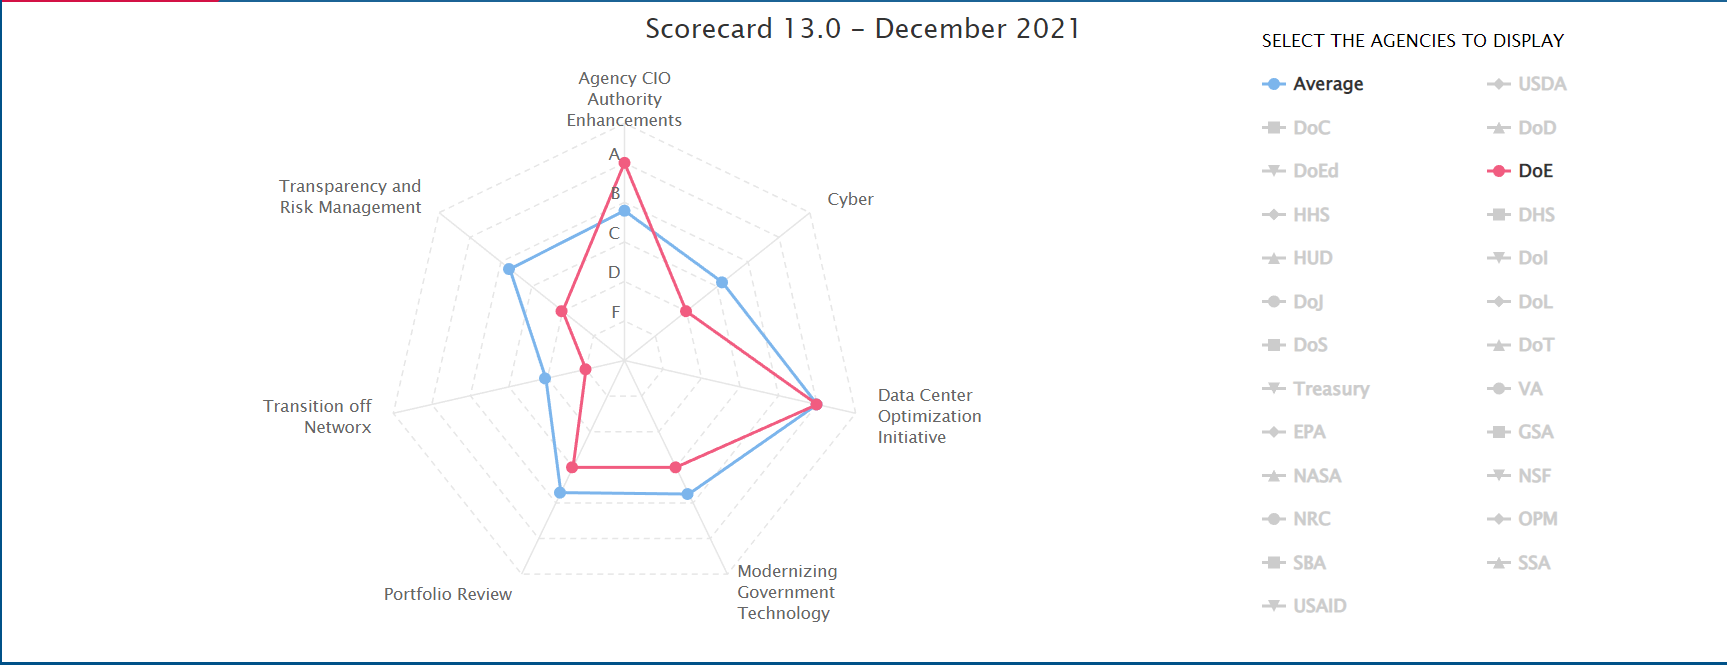 Scorecard 13.0 – December 2021
Agency CIO
Authority
Enhancements
Cyber
Data Center
Optimization
Initiative
Modernizing
Government
Technology
Portfolio Review
Transition off
Networx
Transparency and
Risk Management
A
B
C
D
F
SELECT THE AGENCIES TO DISPLAY
Average
USDA
DoC
DoD
DoEd
DoE
HHS
DHS
HUD
DoI
DoJ
DoL
DoS
DoT
Treasury
VA
EPA
GSA
NASA
NSF
NRC
OPM
SBA
SSA
USAID